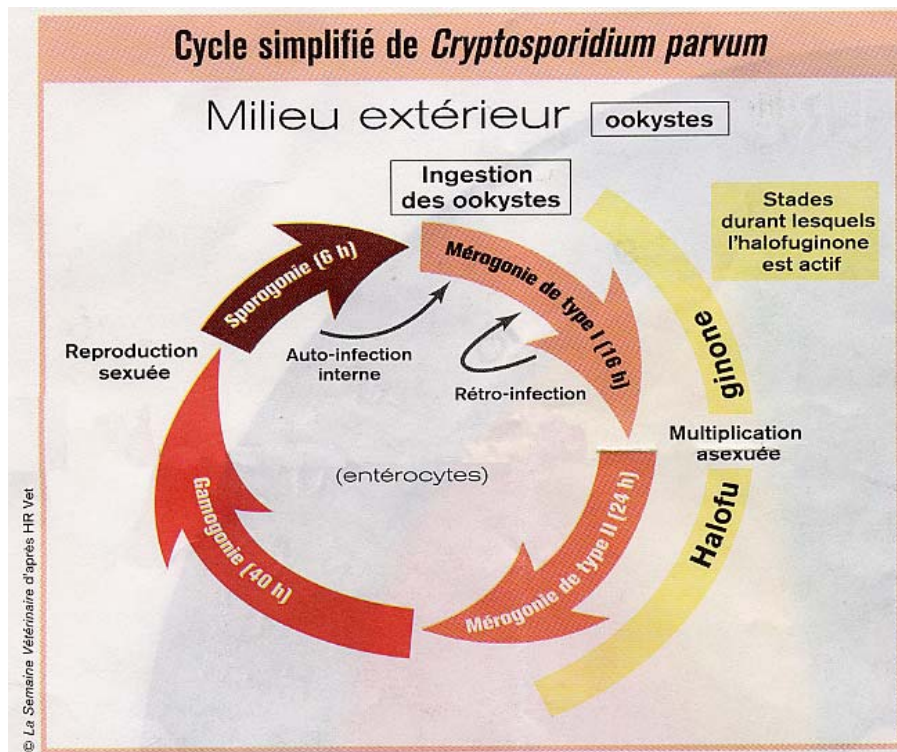 Cycle simplifié de Cryptosporidium parvum
Milieu extérieur
ookystes
Ingestion
des ookystes
Stades
durant lesquels
l'halofuginone
est actif
Sporogonie (6 h)
Mérogonie de type I (16 h)
Reproduction
sexuée
Auto-infection
interne
Rétro-infection
ginone
Multiplication
asexuée
(entérocytes)
Halofu
Gamogonie (40 h)
Mérogonie de type II (24 h)
© La Semaine Vétérinaire d'après HR Vet